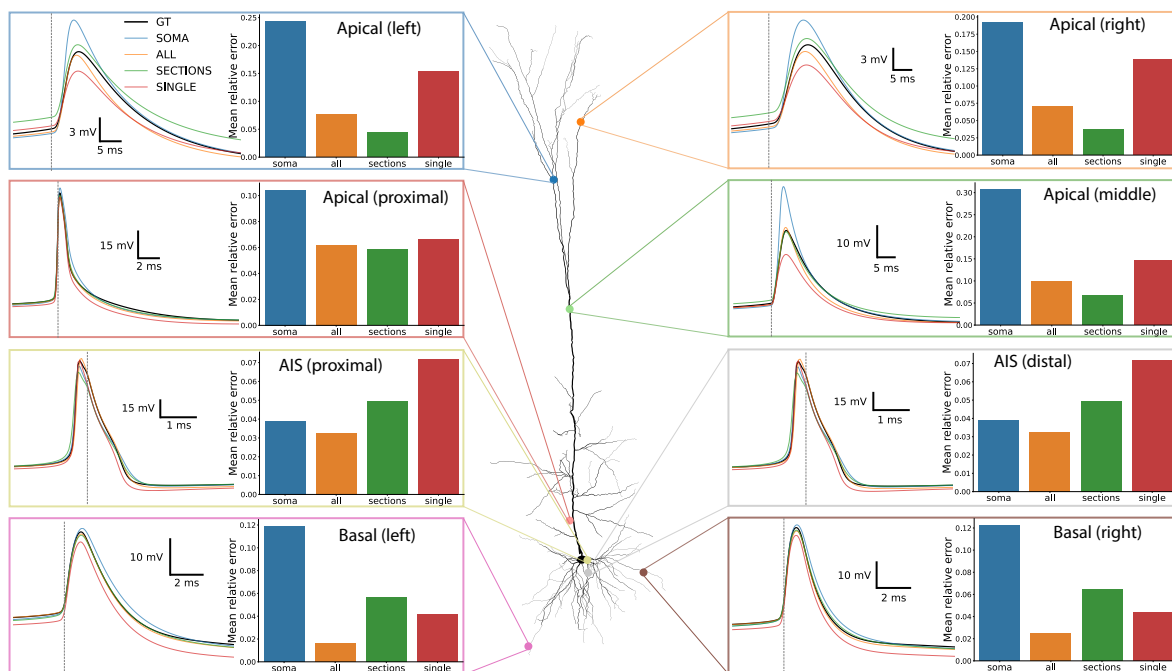 GT
SOMA
ALL
SECTIONS
SINGLE
3 mV
5 ms
Apical (left)
Mean relative error
0.25
0.20
0.15
0.10
0.05
0.00
soma all sections single
3 mV
5 ms
Apical (right)
Mean relative error
0.200
0.175
0.150
0.125
0.100
0.075
0.050
0.025
0.000
soma all sections single
15 mV
2 ms
Apical (proximal)
Mean relative error
0.10
0.08
0.06
0.04
0.02
0.00
soma all sections single
10 mV
5 ms
Apical (middle)
Mean relative error
0.30
0.25
0.20
0.15
0.10
0.05
0.00
soma all sections single
15 mV
1 ms
AIS (proximal)
Mean relative error
0.07
0.06
0.05
0.04
0.03
0.02
0.01
0.00
soma all sections single
15 mV
1 ms
AIS (distal)
Mean relative error
0.07
0.06
0.05
0.04
0.03
0.02
0.01
0.00
soma all sections single
10 mV
2 ms
Basal (left)
Mean relative error
0.12
0.10
0.08
0.06
0.04
0.02
0.00
soma all sections single
10 mV
2 ms
Basal (right)
Mean relative error
0.12
0.10
0.08
0.06
0.04
0.02
0.00
soma all sections single